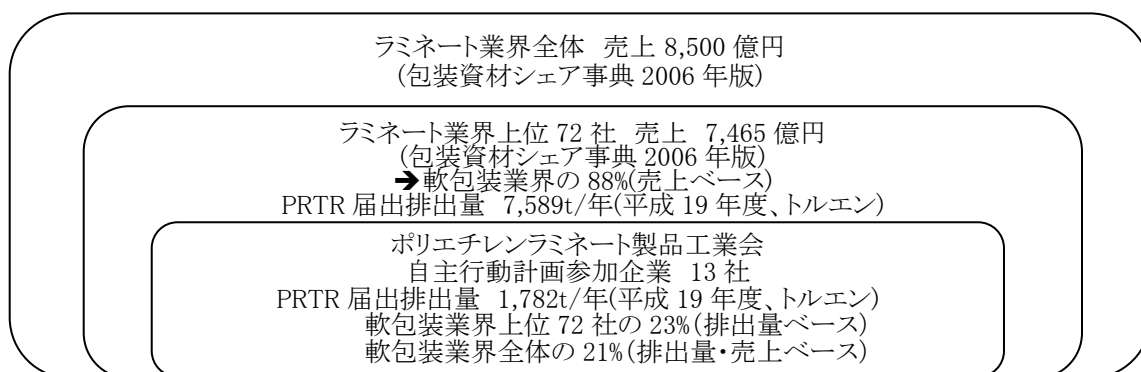 ラミネート業界全体 売上 8,500 億円
(包装資材シェア事典 2006 年版)
ラミネート業界上位 72 社 売上 7,465 億円
(包装資材シェア事典 2006 年版)
➔軟包装業界の 88%(売上ベース)
PRTR 届出排出量 7,589t/年(平成 19 年度、トルエン)
ポリエチレンラミネート製品工業会
自主行動計画参加企業 13 社
PRTR 届出排出量 1,782t/年(平成 19 年度、トルエン)
軟包装業界上位 72 社の 23%(排出量ベース)
軟包装業界全体の 21%(排出量・売上ベース)